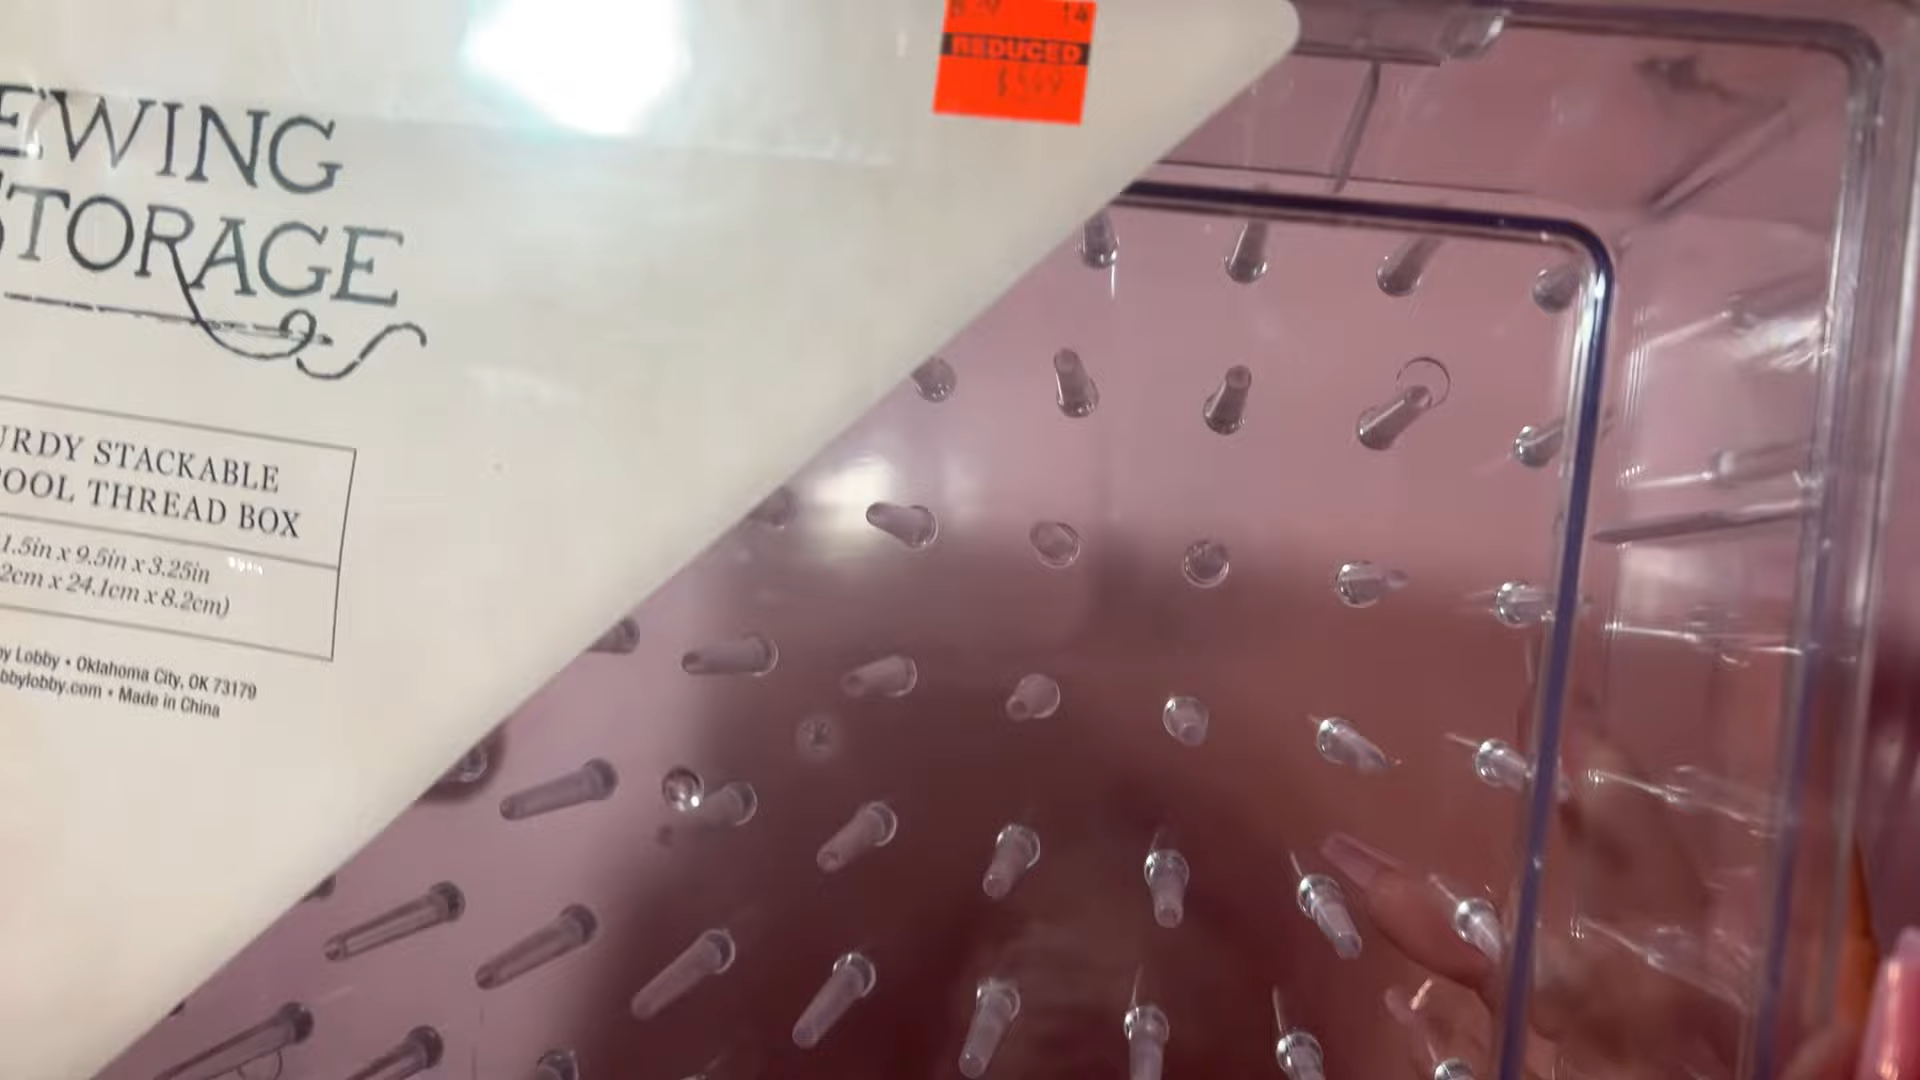 EWING
STORAGE
URDY STACKABLE
OOL THREAD BOX
1.5in x 9.5in x 3.25in
2cm x 24.1cm x 8.2cm)
by Lobby • Oklahoma City, OK 73179
bbylobby.com • Made in China
14
REDUCED